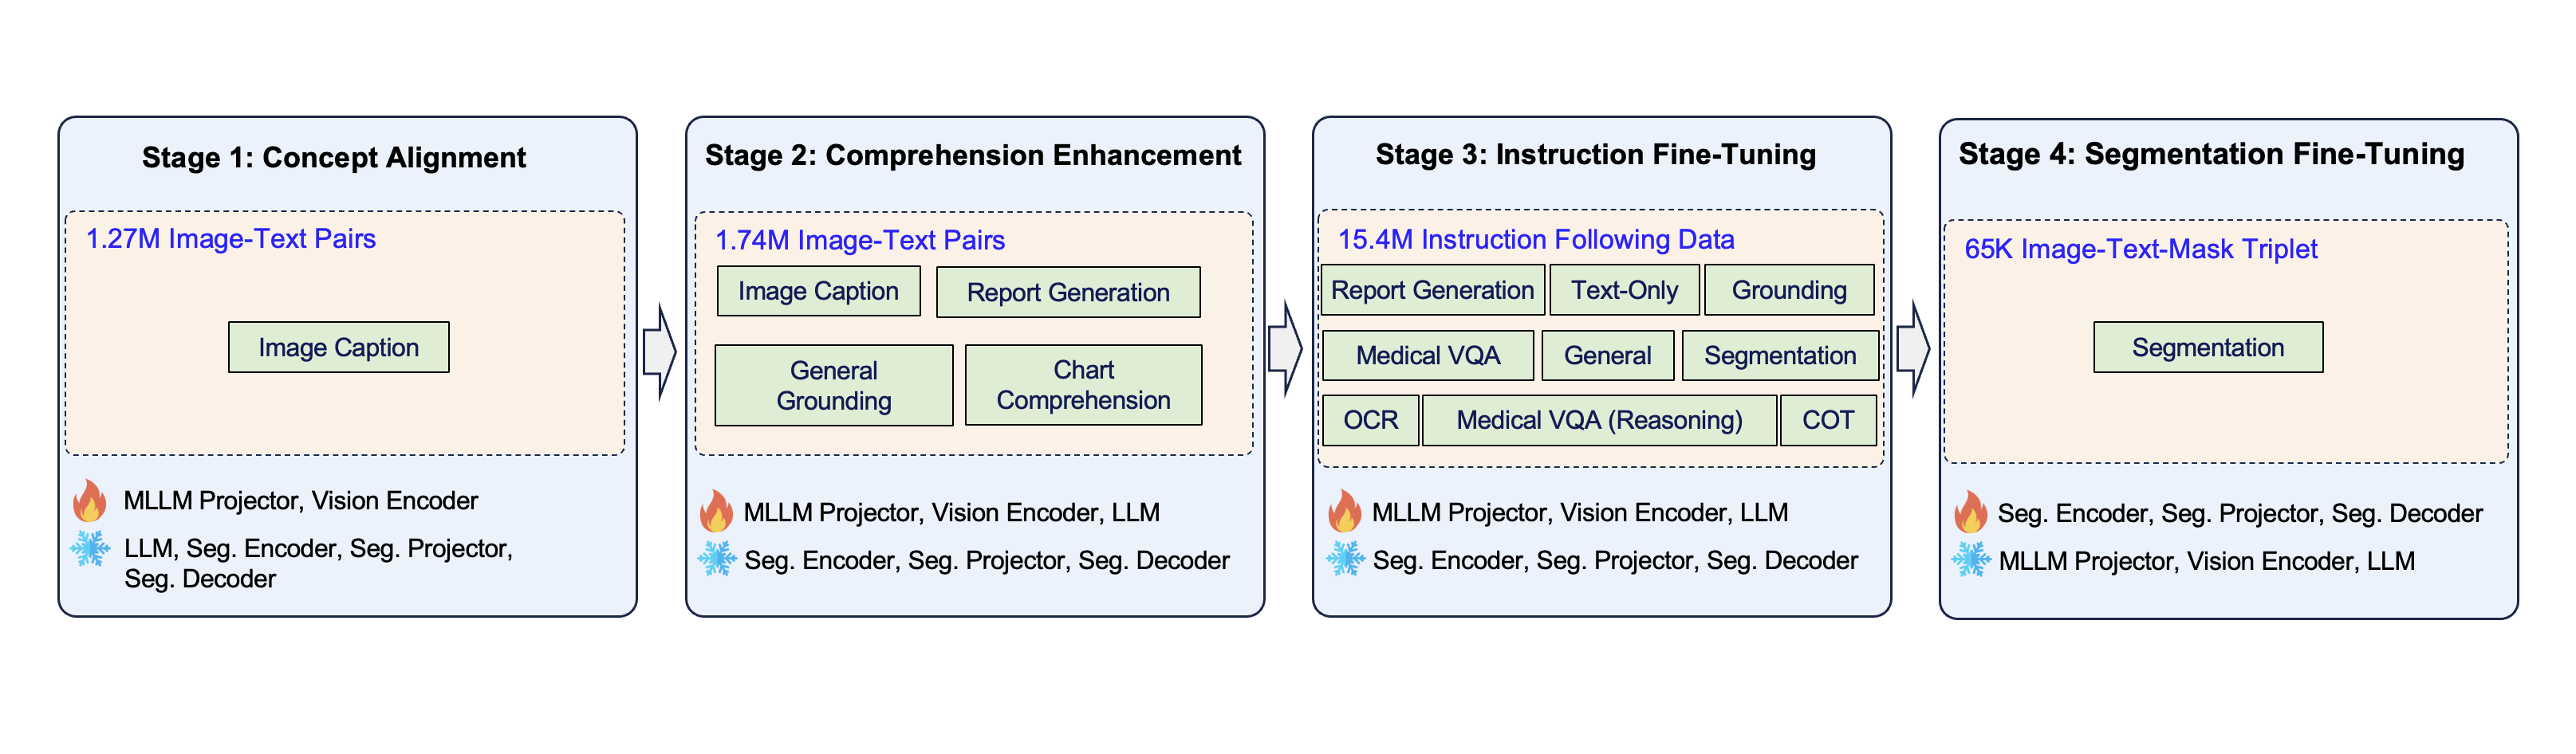 Stage 1: Concept Alignment
1.27M Image-Text Pairs
Image Caption
MLLM Projector, Vision Encoder
LLM, Seg. Encoder, Seg. Projector,
Seg. Decoder
Stage 2: Comprehension Enhancement
1.74M Image-Text Pairs
Image Caption
Report Generation
General
Grounding
Chart
Comprehension
MLLM Projector, Vision Encoder, LLM
Seg. Encoder, Seg. Projector, Seg. Decoder
Stage 3: Instruction Fine-Tuning
15.4M Instruction Following Data
Report Generation
Text-Only
Grounding
Medical VQA
General
Segmentation
OCR
Medical VQA (Reasoning)
COT
MLLM Projector, Vision Encoder, LLM
Seg. Encoder, Seg. Projector, Seg. Decoder
Stage 4: Segmentation Fine-Tuning
65K Image-Text-Mask Triplet
Segmentation
Seg. Encoder, Seg. Projector, Seg. Decoder
MLLM Projector, Vision Encoder, LLM